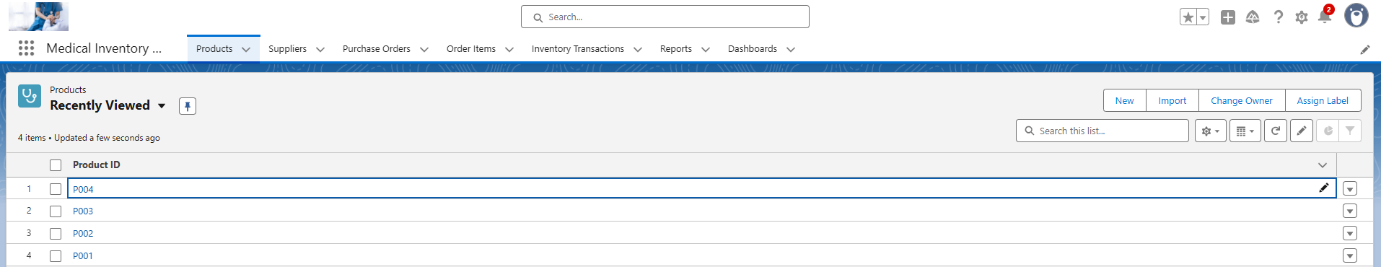 Search...
2
Medical Inventory ... Products Suppliers Purchase Orders Order Items Inventory Transactions Reports Dashboards
Products
Recently Viewed
New Import Change Owner Assign Label
4 items • Updated a few seconds ago
Search this list...
Product ID
1 P004
2 P003
3 P002
4 P001